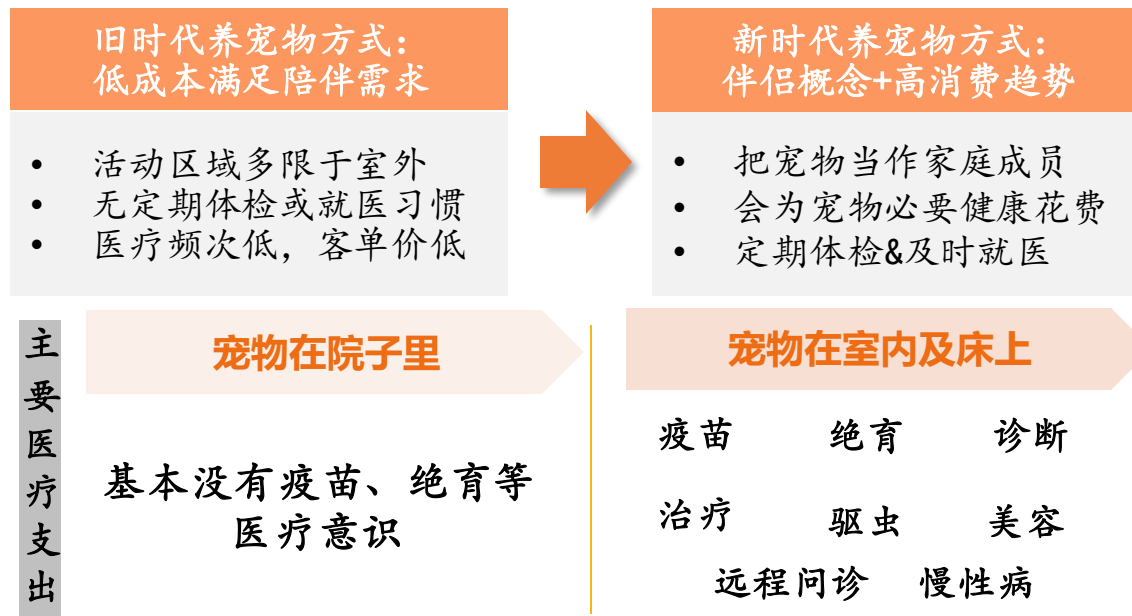 旧时代养宠物方式：
低成本满足陪伴需求
• 活动区域多限于室外
• 无定期体检或就医习惯
• 医疗频次低，客单价低
新时代养宠物方式：
伴侣概念+高消费趋势
• 把宠物当作家庭成员
• 会为宠物必要健康花费
• 定期体检&及时就医
主要医疗支出
宠物在院子里
基本没有疫苗、绝育等
医疗意识
宠物在室内及床上
疫苗 绝育 诊断
治疗 驱虫 美容
远程问诊 慢性病